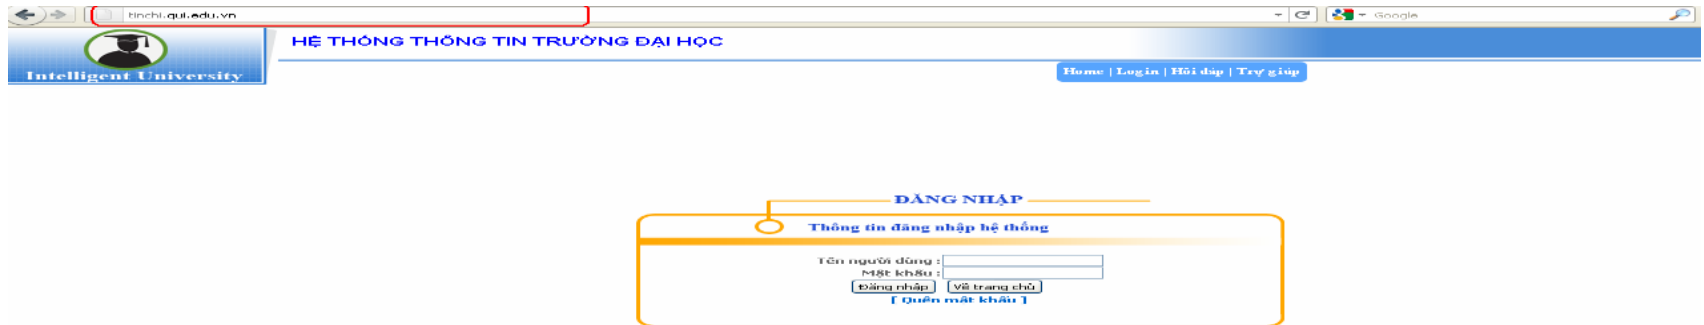 tinchi.qui.edu.vn
Google
HỆ THỐNG THÔNG TIN TRƯỜNG ĐẠI HỌC
Intelligent University
Home | Login | Hỏi đáp | Trợ giúp
ĐĂNG NHẬP
Thông tin đăng nhập hệ thống
Tên người dùng :
Mật khẩu :
Đăng nhập Về trang chủ
[ Quên mât khẩu ]